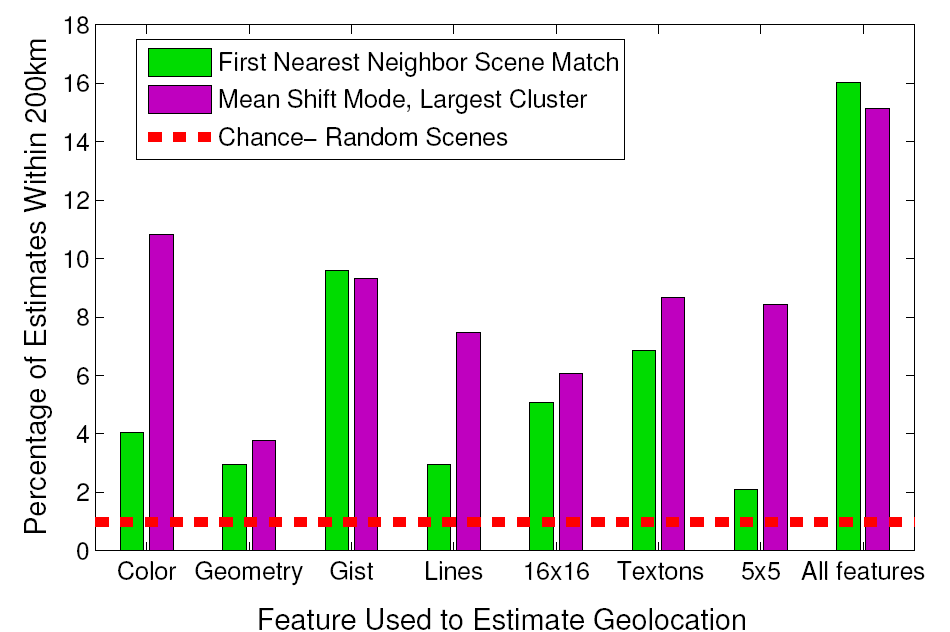 18
16
14
12
10
8
6
4
2
0
Percentage of Estimates Within 200km
First Nearest Neighbor Scene Match
Mean Shift Mode, Largest Cluster
Chance– Random Scenes
Color Geometry Gist Lines 16x16 Textons 5x5 All features
Feature Used to Estimate Geolocation